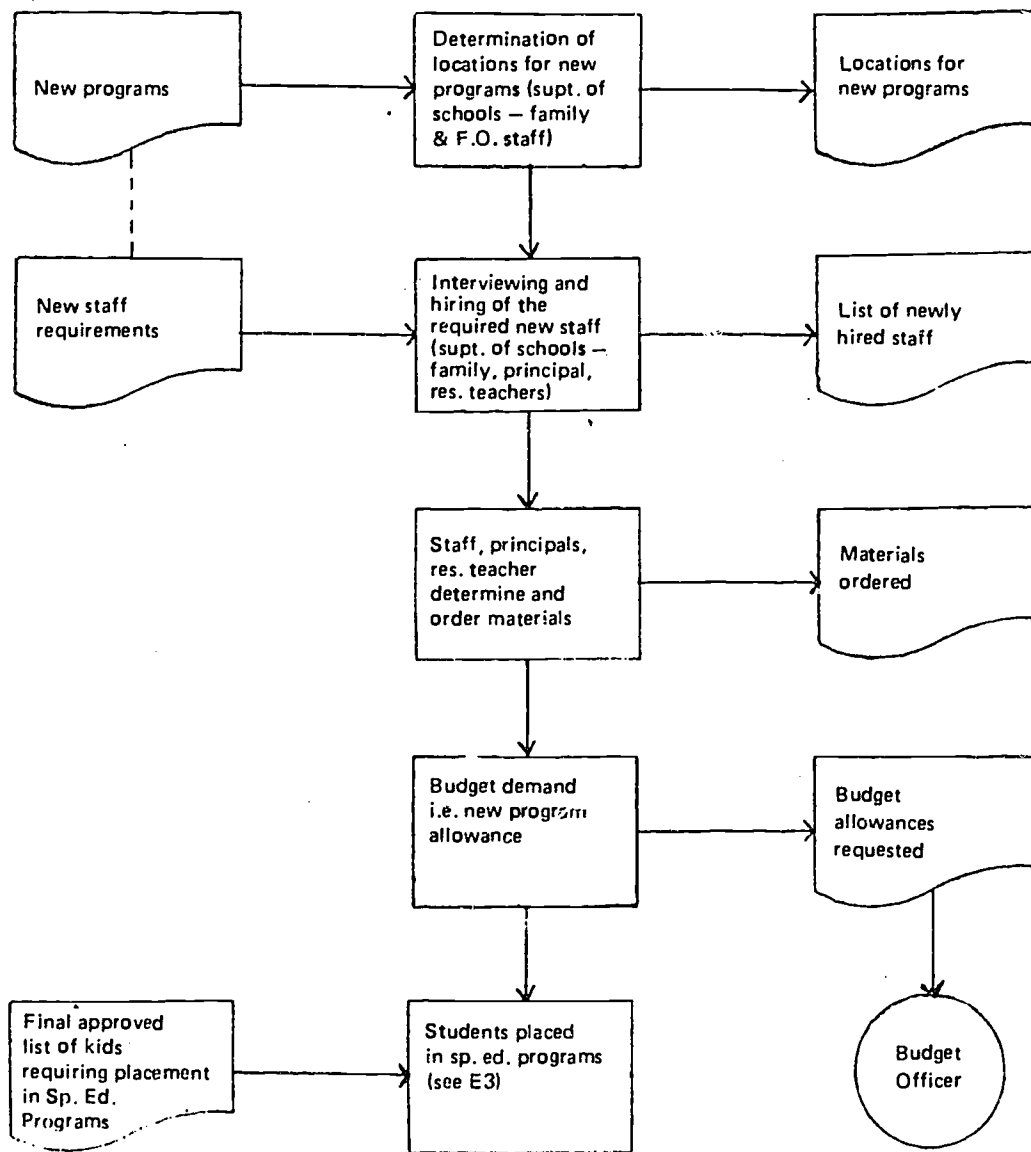 New programs
Determination of
locations for new
programs (supt. of
schools – family
& F.O. staff)
Locations for
new programs
New staff
requirements
Interviewing and
hiring of the
required new staff
(supt. of schools –
family, principal,
res. teachers)
List of newly
hired staff
Staff, principals,
res. teacher
determine and
order materials
Materials
ordered
Budget demand
i.e. new program
allowance
Budget
allowances
requested
Final approved
list of kids
requiring placement
in Sp. Ed.
Programs
Students placed
in sp. ed. programs
(see E3)
Budget
Officer